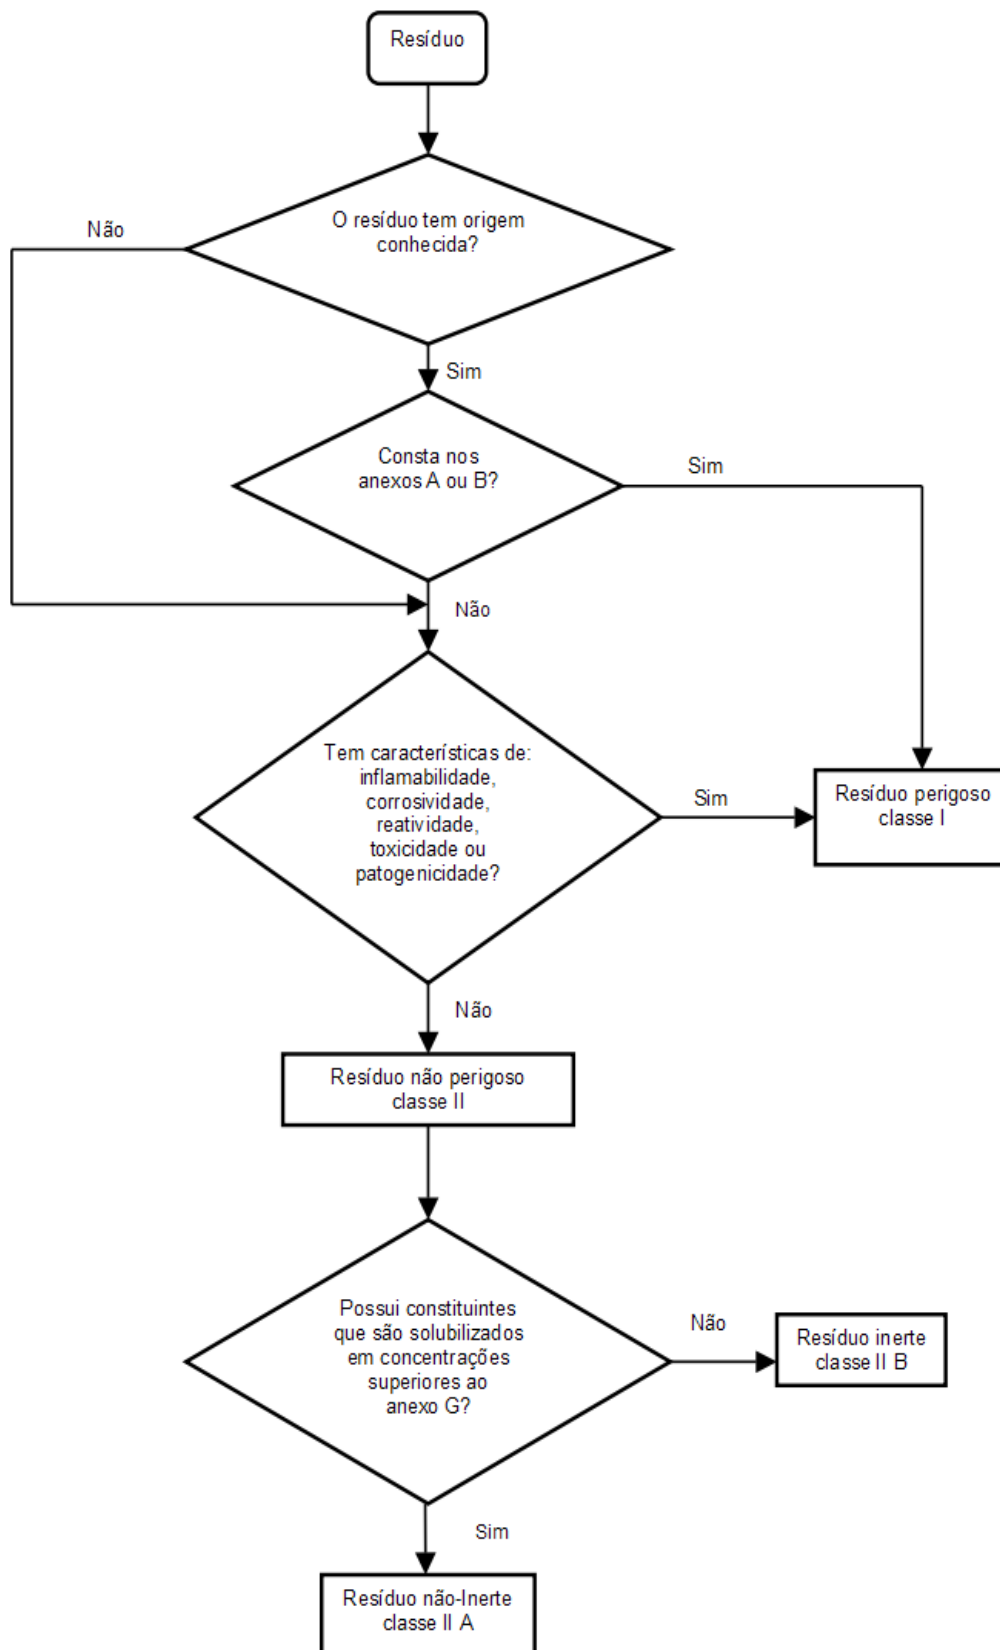 Resíduo
O resíduo tem origem
conhecida?
Não
Sim
Consta nos
anexos A ou B?
Sim
Não
Tem características de:
inflamabilidade,
corrosividade,
reatividade,
toxicidade ou
patogenicidade?
Sim
Resíduo perigoso
classe I
Não
Resíduo não perigoso
classe II
Possui constituintes
que são solubilizados
em concentrações
superiores ao
anexo G?
Não
Resíduo inerte
classe II B
Sim
Resíduo não-Inerte
classe II A